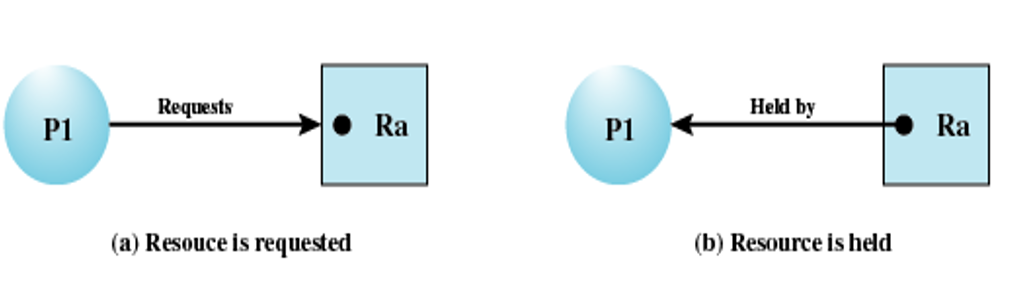 Requests
P1
Ra
(a) Resouce is requested
Held by
P1
Ra
(b) Resource is held